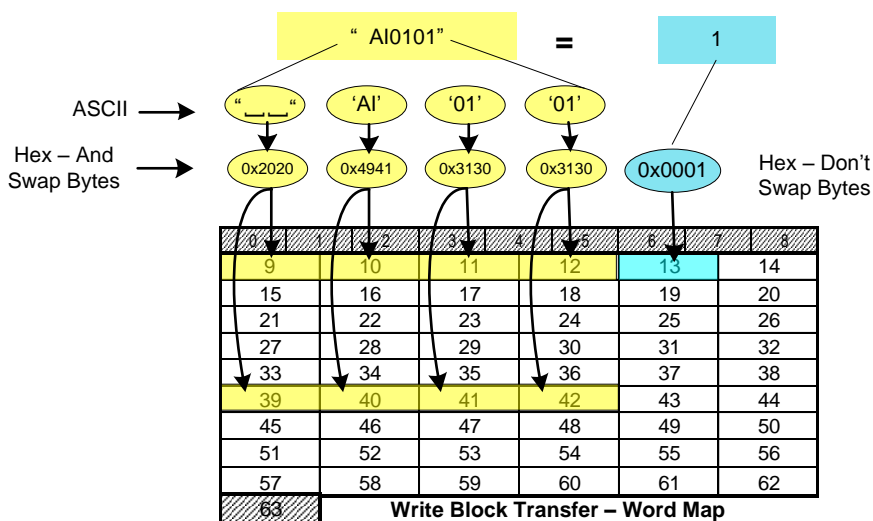 “ AI0101” = 1
ASCII “__ __“ ‘AI’ ‘01’ ‘01’
Hex – And
Swap Bytes
0x2020 0x4941 0x3130 0x3130 0x0001
Hex – Don’t
Swap Bytes
0 1 2 3 4 5 6 7 8
9 10 11 12 13 14
15 16 17 18 19 20
21 22 23 24 25 26
27 28 29 30 31 32
33 34 35 36 37 38
39 40 41 42 43 44
45 46 47 48 49 50
51 52 53 54 55 56
57 58 59 60 61 62
63 Write Block Transfer – Word Map